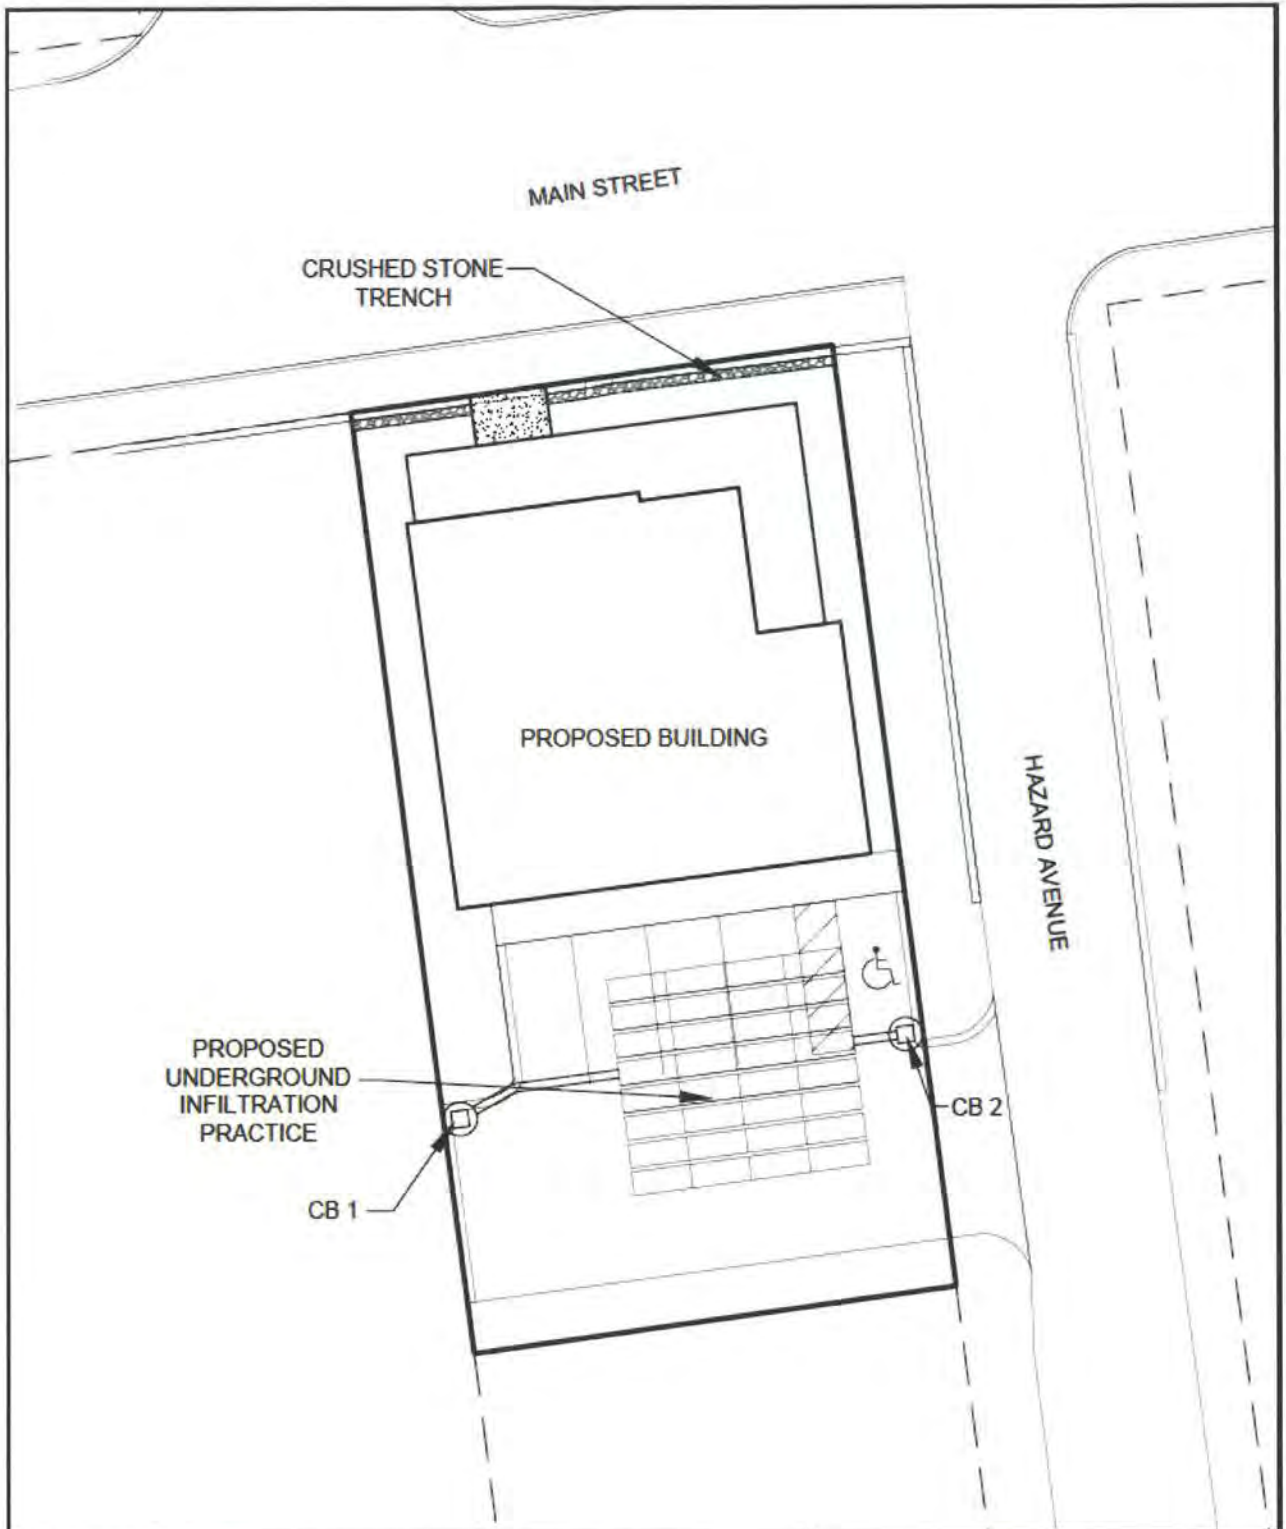 MAIN STREET
CRUSHED STONE
TRENCH
PROPOSED BUILDING
HAZARD AVENUE
PROPOSED
UNDERGROUND
INFILTRATION
PRACTICE
CB 2
CB 1